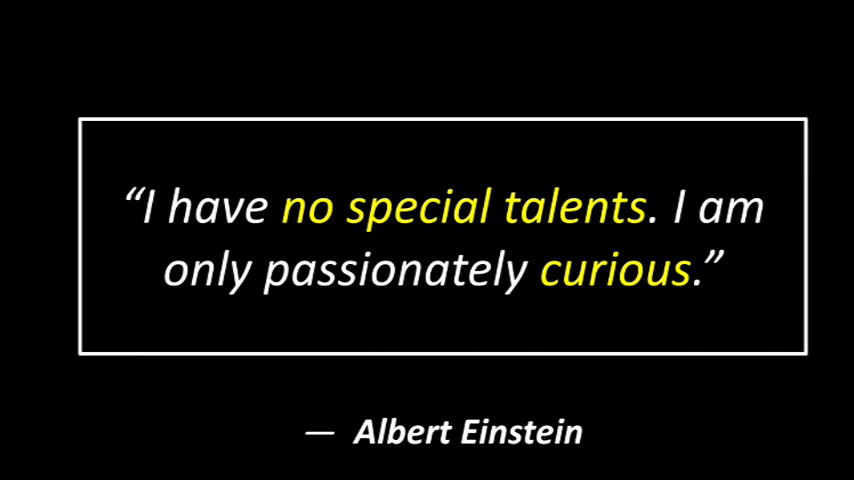 “I have no special talents. I am
only passionately curious.”
— Albert Einstein